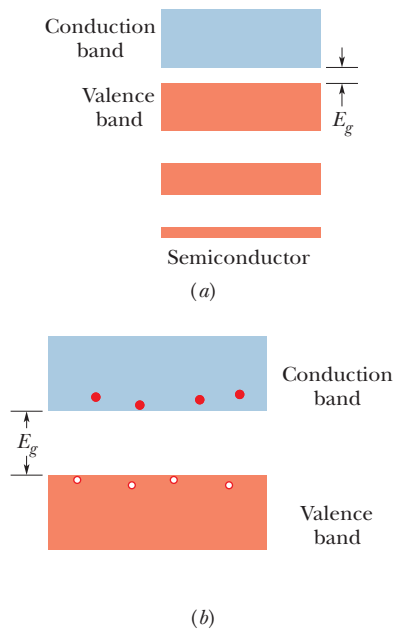 Conduction
band
Valence
band
E_g
Semiconductor
(a)
Conduction
band
E_g
Valence
band
(b)